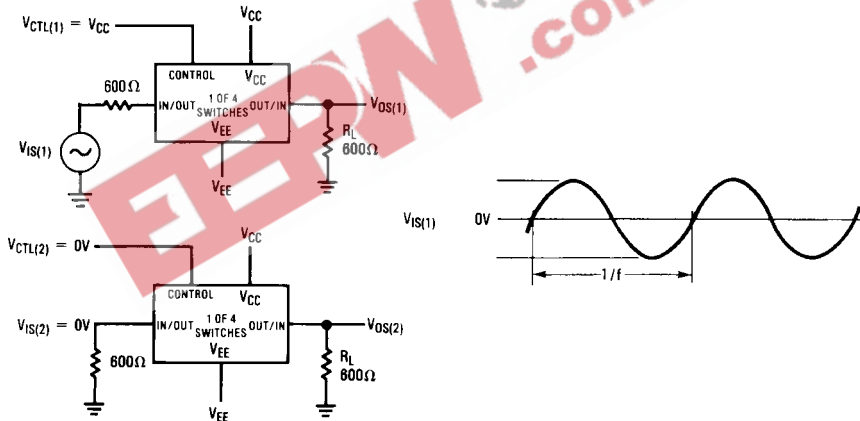 VCTL(1) = VCC
VCC
CONTROL
VCC
600Ω
IN/OUT
1 OF 4
SWITCHES
OUT/IN
VOS(1)
VEE
RL
600Ω
VIS(1)
VEE
EEPW
.com
VCTL(2) = 0V
VCC
CONTROL
VCC
VIS(2) = 0V
IN/OUT
1 OF 4
SWITCHES
OUT/IN
VOS(2)
VEE
600Ω
RL
600Ω
VEE
VIS(1)
0V
1/f